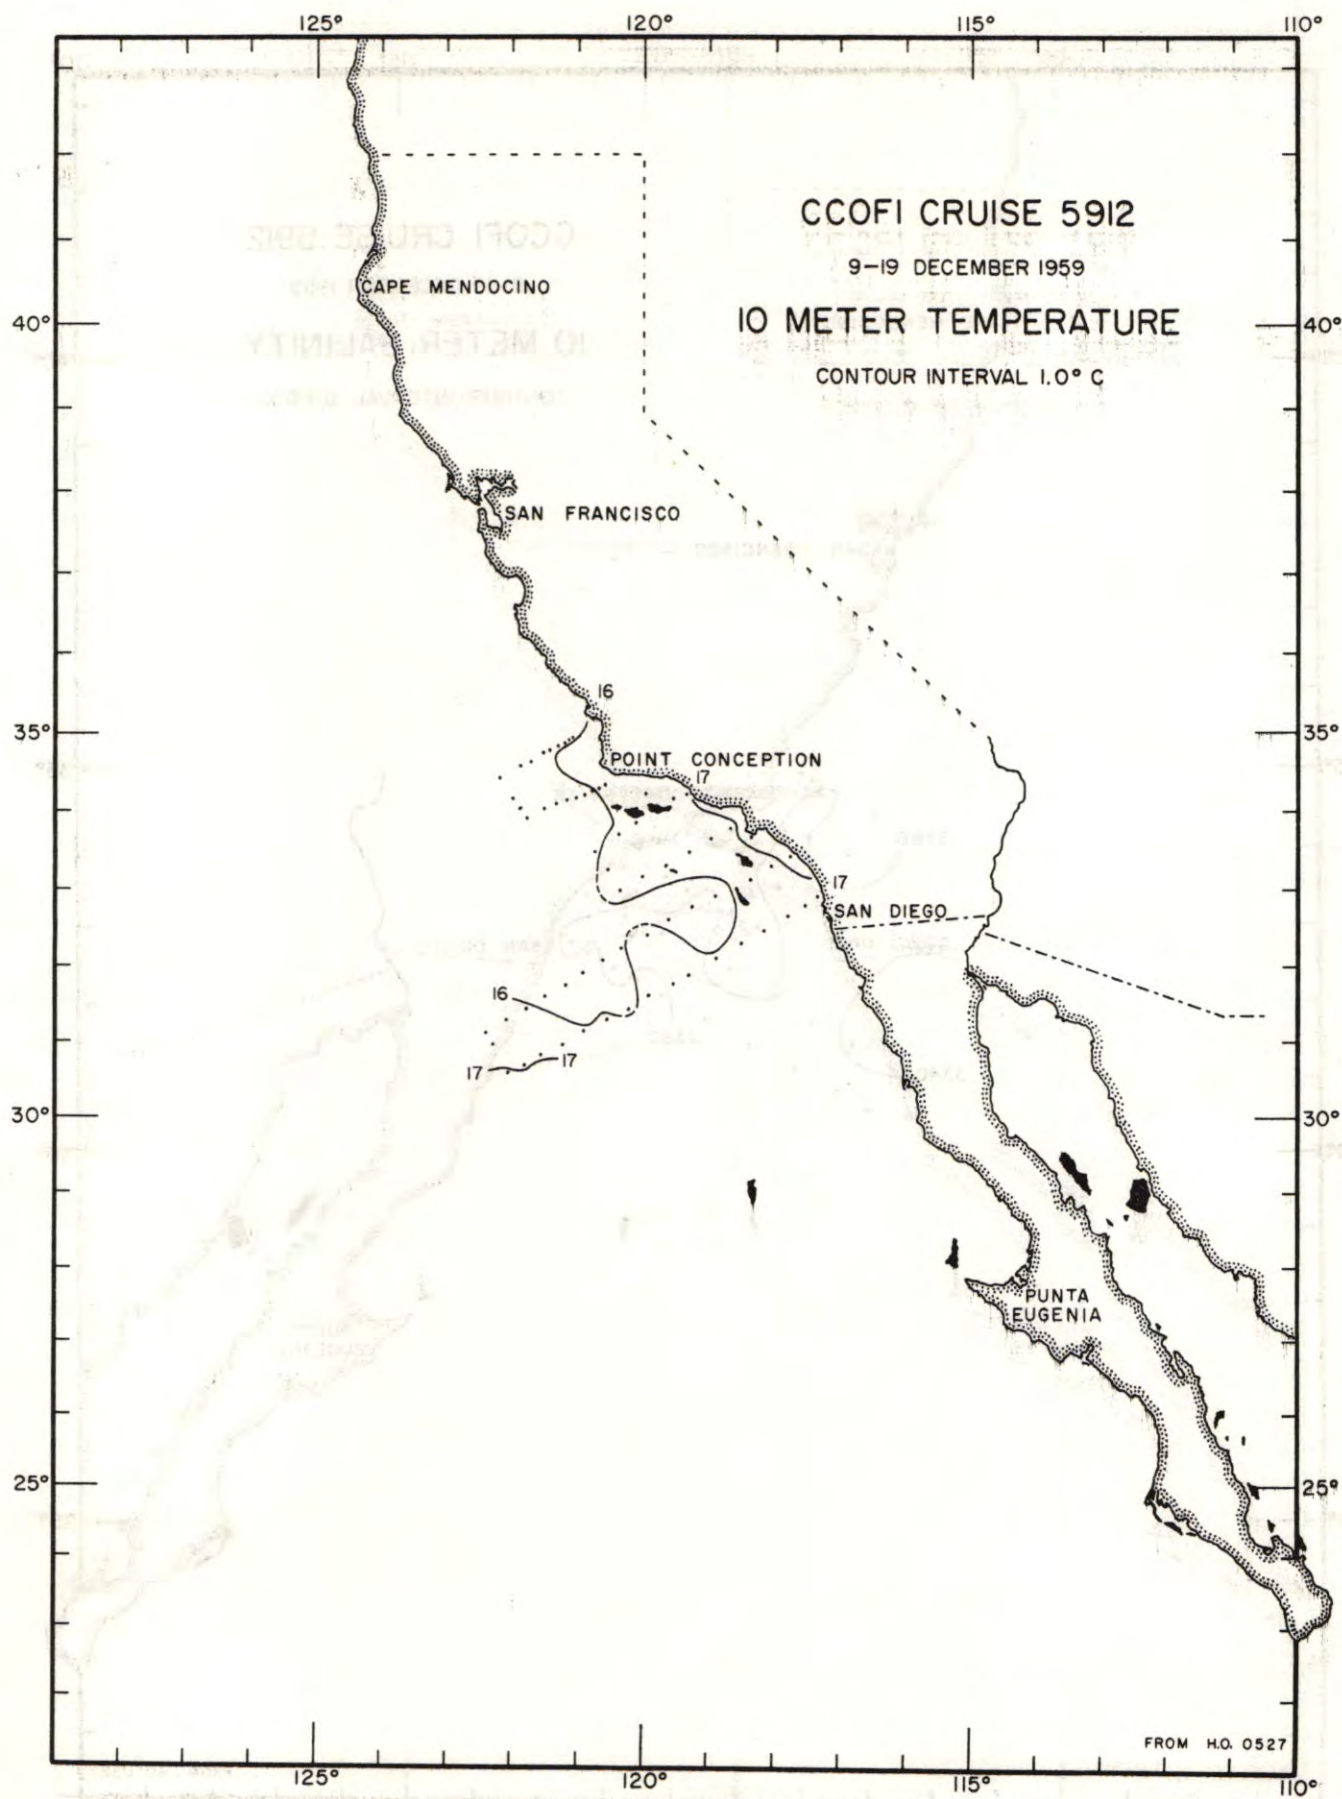 125° 120° 115° 110°
CCOFI CRUISE 5912
9-19 DECEMBER 1959
10 METER TEMPERATURE
CONTOUR INTERVAL 1.0° C
CAPE MENDOCINO
40° 40°
SAN FRANCISCO
16
35° 35°
POINT CONCEPTION
17
17
SAN DIEGO
16
17 17
30° 30°
PUNTA
EUGENIA
25° 25°
FROM H.O. 0527
125° 120° 115° 110°